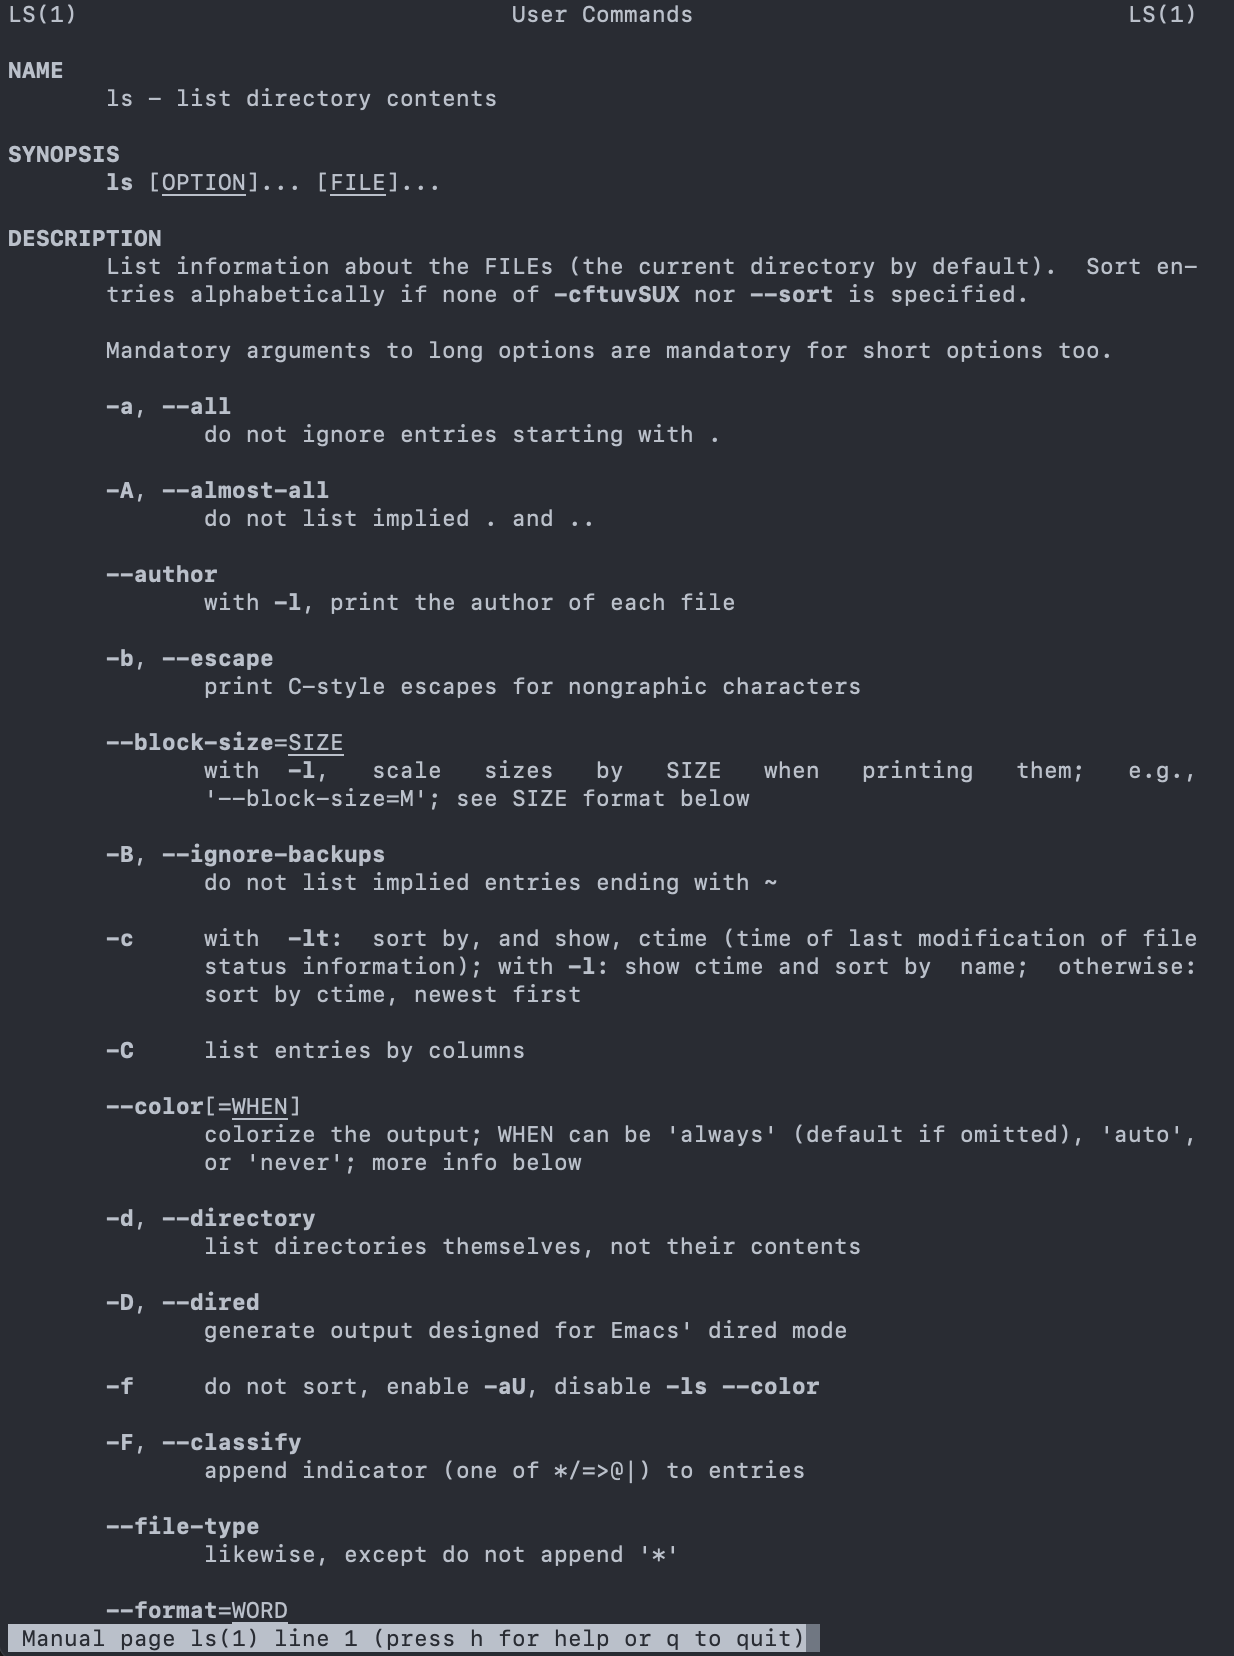 LS(1)                               User Commands                               LS(1)
NAME
ls - list directory contents
SYNOPSIS
ls [OPTION]... [FILE]...
DESCRIPTION
List information about the FILEs (the current directory by default).  Sort en-
tries alphabetically if none of -cftuvSUX nor --sort is specified.
Mandatory arguments to long options are mandatory for short options too.
-a, --all
do not ignore entries starting with .
-A, --almost-all
do not list implied . and ..
--author
with -l, print the author of each file
-b, --escape
print C-style escapes for nongraphic characters
--block-size=SIZE
with  -l,   scale   sizes   by   SIZE   when   printing   them;   e.g.,
'--block-size=M'; see SIZE format below
-B, --ignore-backups
do not list implied entries ending with ~
-c     with  -lt:  sort by, and show, ctime (time of last modification of file
status information); with -l: show ctime and sort by  name;  otherwise:
sort by ctime, newest first
-C     list entries by columns
--color[=WHEN]
colorize the output; WHEN can be 'always' (default if omitted), 'auto',
or 'never'; more info below
-d, --directory
list directories themselves, not their contents
-D, --dired
generate output designed for Emacs' dired mode
-f     do not sort, enable -aU, disable -ls --color
-F, --classify
append indicator (one of */=>@|) to entries
--file-type
likewise, except do not append '*'
--format=WORD
Manual page ls(1) line 1 (press h for help or q to quit)